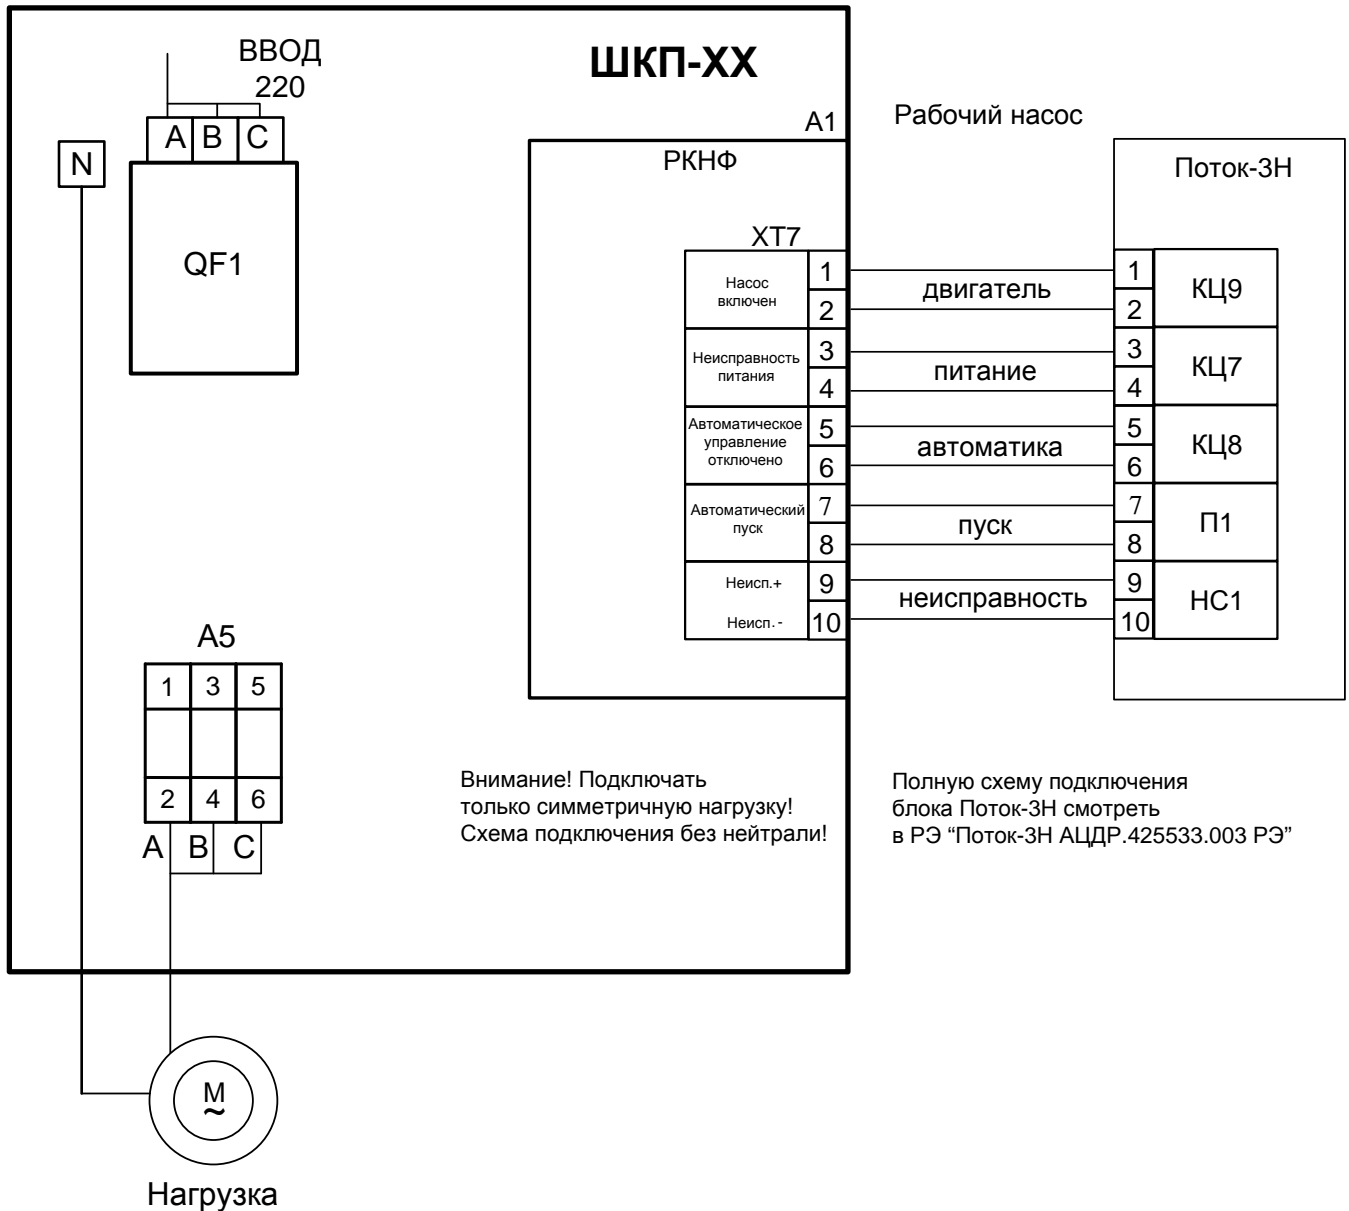 ШКП-ХХ
ВВОД
220
A B C
N
QF1
A1
РКНФ
ХТ7
Насос
включен
1
2
Неисправность
питания
3
4
Автоматическое
управление
отключено
5
6
Автоматический
пуск
7
8
Неисп.+
9
Неисп.-
10
Рабочий насос
двигатель
питание
автоматика
пуск
неисправность
Поток-3Н
1
2
КЦ9
3
4
КЦ7
5
6
КЦ8
7
8
П1
9
10
НС1
A5
1 3 5
2 4 6
A B C
Внимание! Подключать
только симметричную нагрузку!
Схема подключения без нейтрали!
Полную схему подключения
блока Поток-3Н смотреть
в РЭ “Поток-3Н АЦДР.425533.003 РЭ”
M
~
Нагрузка